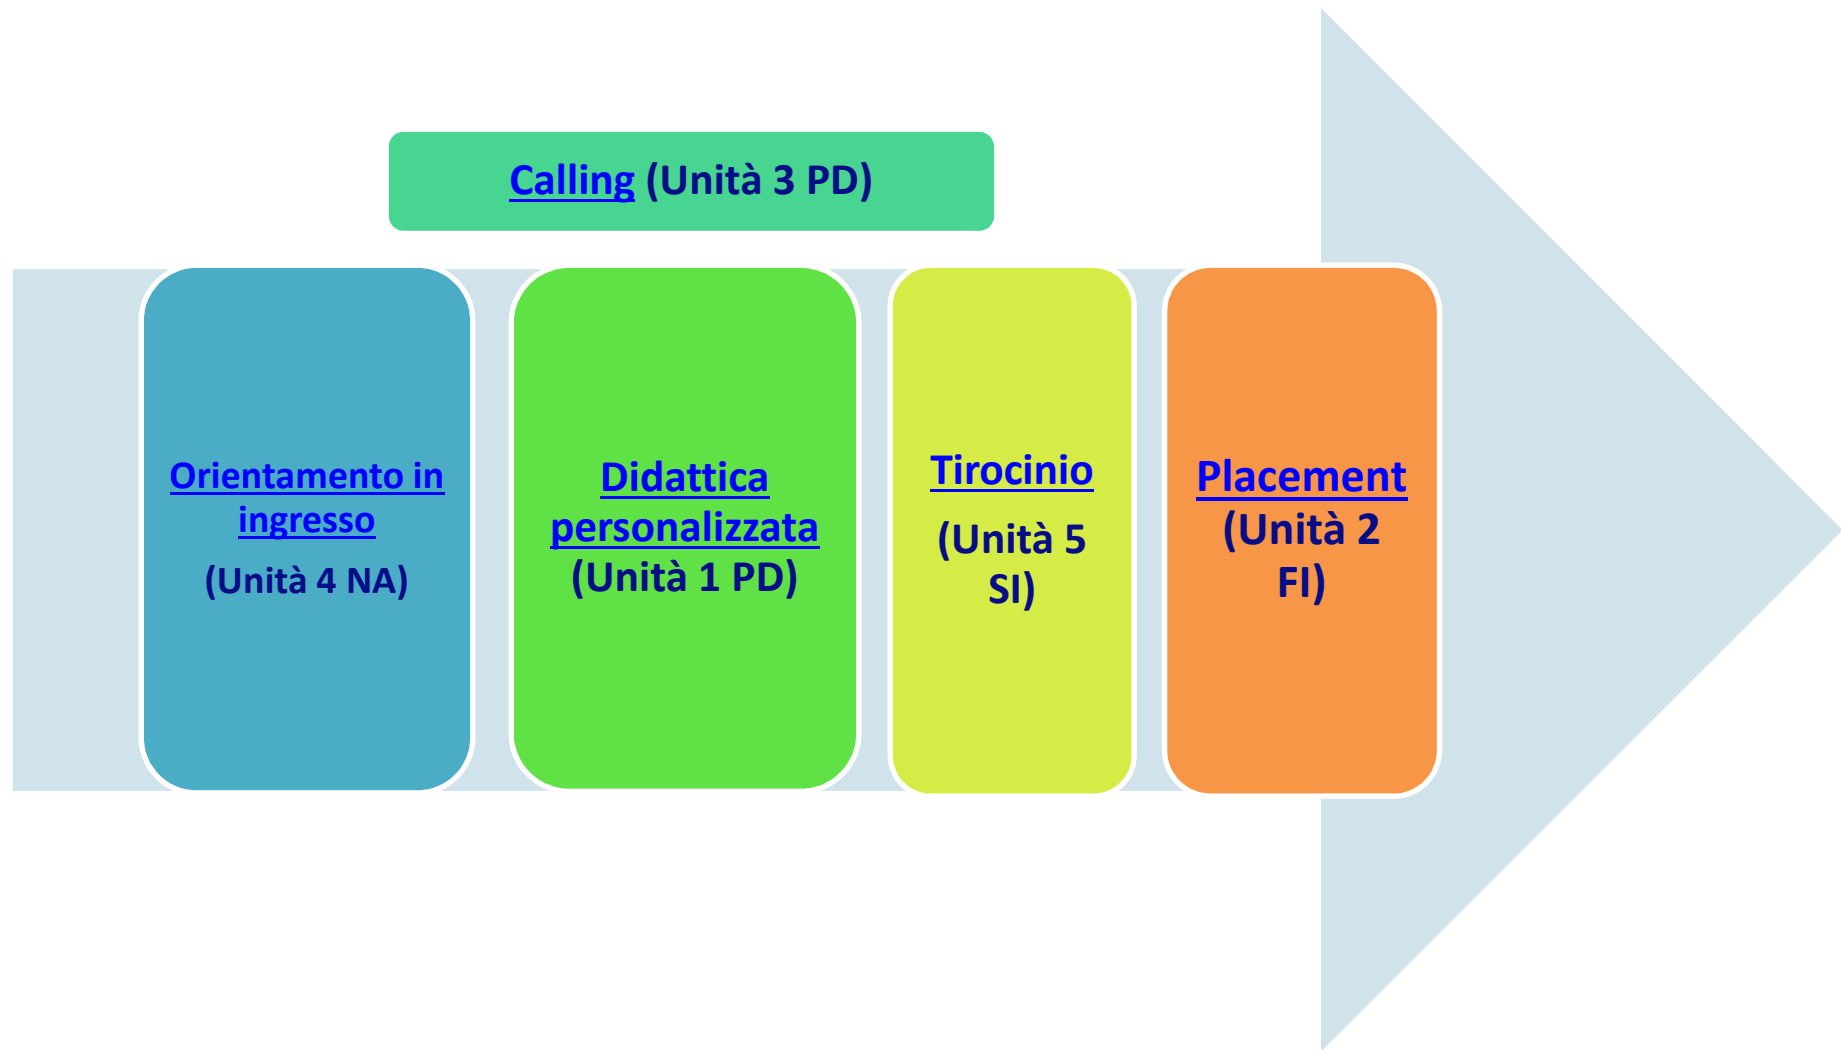 Calling (Unità 3 PD)
Orientamento in
ingresso
(Unità 4 NA)
Didattica
personalizzata
(Unità 1 PD)
Tirocinio
(Unità 5
SI)
Placement
(Unità 2
FI)